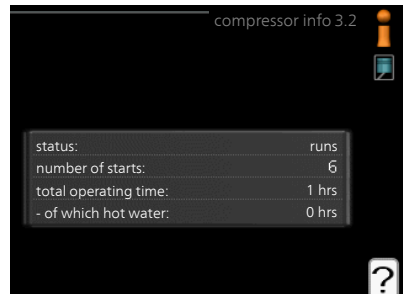 compressor info 3.2
status: runs
number of starts: 6
total operating time: 1 hrs
- of which hot water: 0 hrs
?